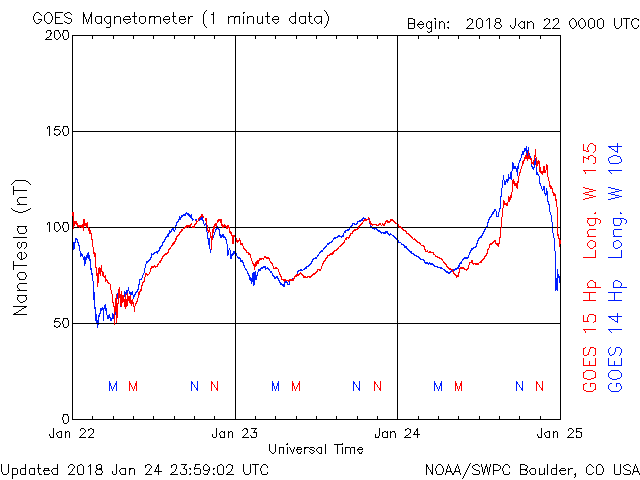 GOES Magnetometer (1 minute data)
Begin: 2018 Jan 22 0000 UTC
200
150
100
50
0
NanoTesla (nT)
M M N N M M N N M M N N
Jan 22 Jan 23 Jan 24 Jan 25
Universal Time
GOES 15 Hp Long. W 135
GOES 14 Hp Long. W 104
Updated 2018 Jan 24 23:59:02 UTC
NOAA/SWPC Boulder, CO USA